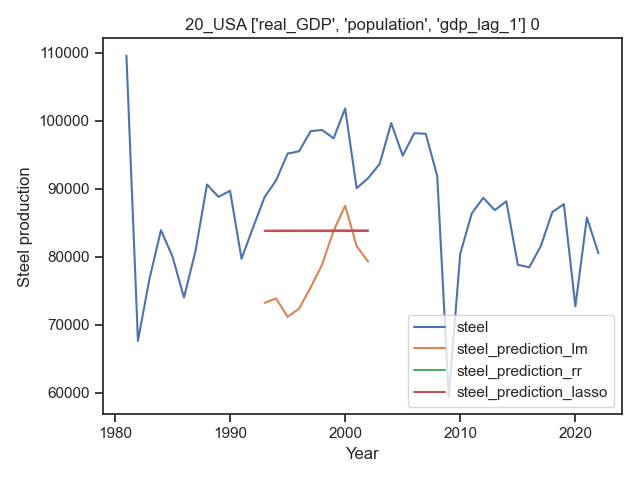 20_USA ['real_GDP', 'population', 'gdp_lag_1'] 0
110000
100000
90000
80000
70000
60000
Steel production
1980
1990
2000
2010
2020
Year
steel
steel_prediction_lm
steel_prediction_rr
steel_prediction_lasso